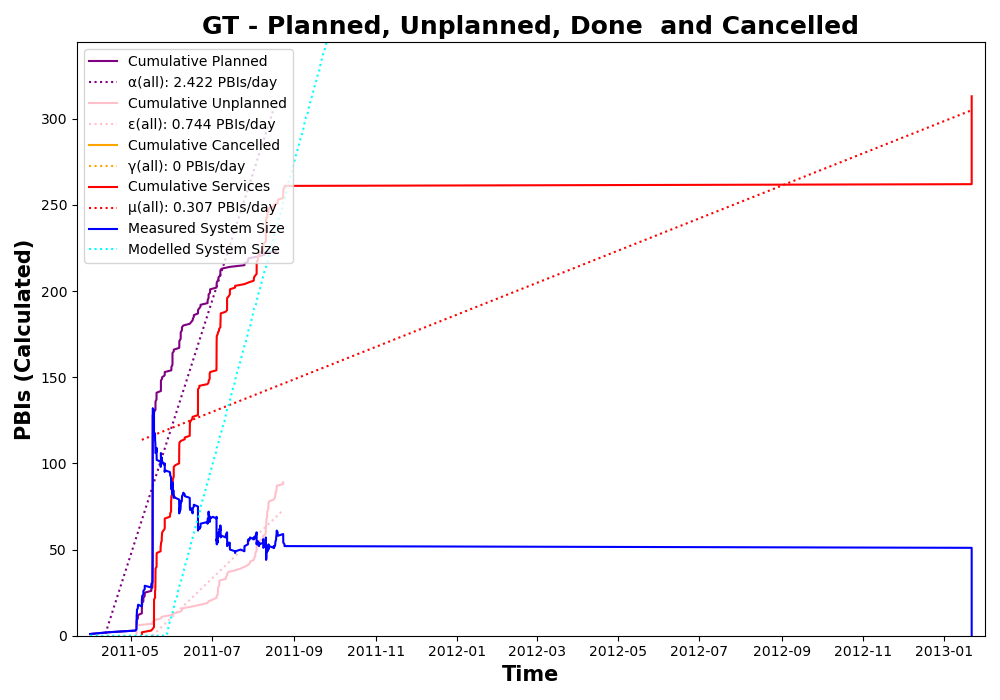 GT - Planned, Unplanned, Done  and Cancelled
Cumulative Planned
α(all): 2.422 PBIs/day
Cumulative Unplanned
ε(all): 0.744 PBIs/day
Cumulative Cancelled
γ(all): 0 PBIs/day
Cumulative Services
μ(all): 0.307 PBIs/day
Measured System Size
Modelled System Size
PBIs (Calculated)
300
250
200
150
100
50
0
2011-05 2011-07 2011-09 2011-11 2012-01 2012-03 2012-05 2012-07 2012-09 2012-11 2013-01
Time